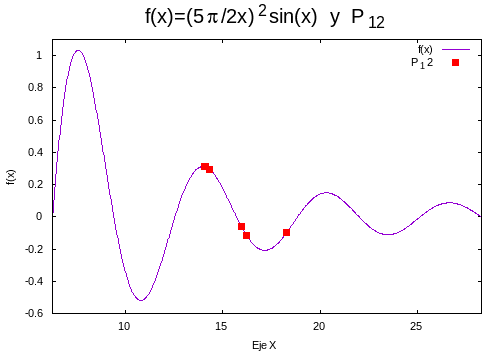 f(x)=(5π/2x)²sin(x) y P₁₂
f(x)
P₁2
1
0.8
0.6
0.4
0.2
0
-0.2
-0.4
-0.6
f(x)
10 15 20 25
Eje X